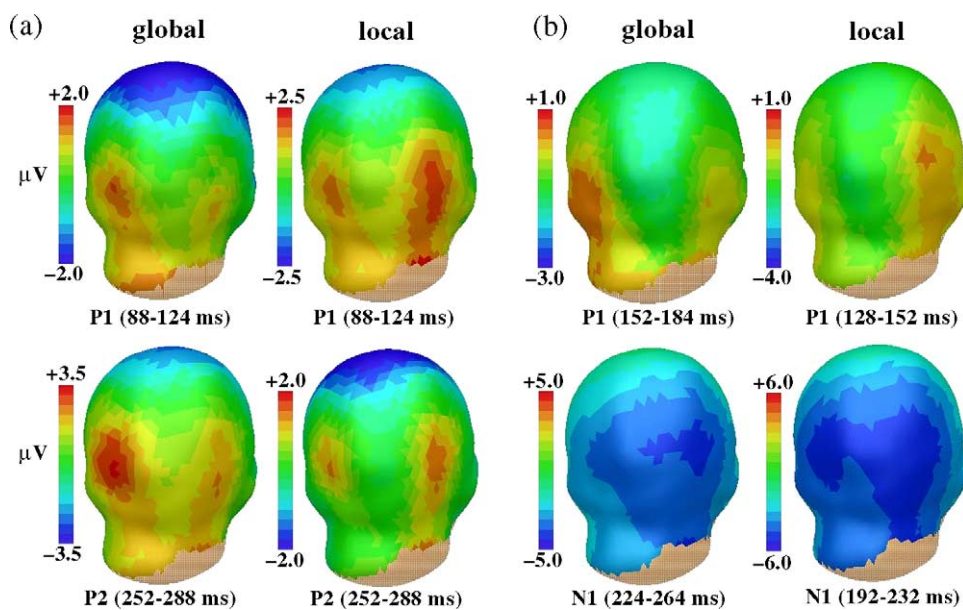 (a) global local (b) global local
+2.0 +2.5 +1.0 +1.0
μV
−2.0 −2.5 −3.0 −4.0
P1 (88-124 ms) P1 (88-124 ms) P1 (152-184 ms) P1 (128-152 ms)
+3.5 +2.0 +5.0 +6.0
μV
−3.5 −2.0 −5.0 −6.0
P2 (252-288 ms) P2 (252-288 ms) N1 (224-264 ms) N1 (192-232 ms)